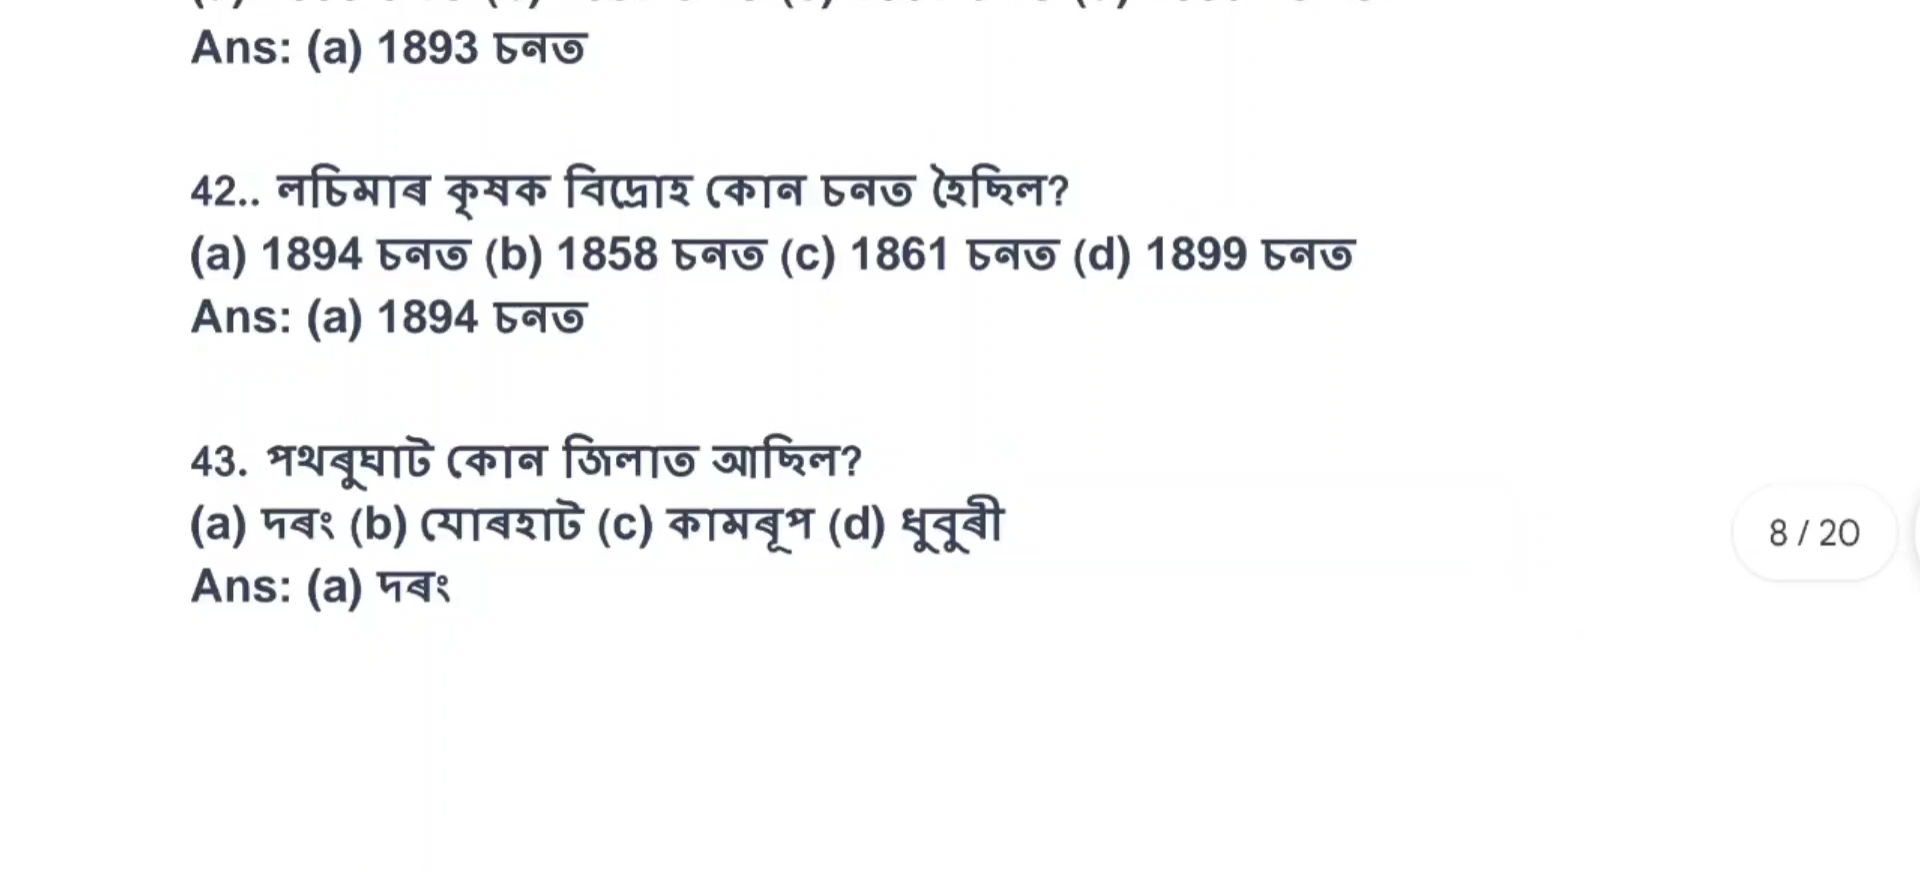 Ans: (a) 1893 চনত
42.. লচিমাৰ কৃষক বিদ্ৰোহ কোন চনত হৈছিল?
(a) 1894 চনত (b) 1858 চনত (c) 1861 চনত (d) 1899 চনত
Ans: (a) 1894 চনত
43. পথৰুঘাট কোন জিলাত আছিল?
(a) দৰং (b) যোৰহাট (c) কামৰূপ (d) ধুবুৰী
8 / 20
Ans: (a) দৰং